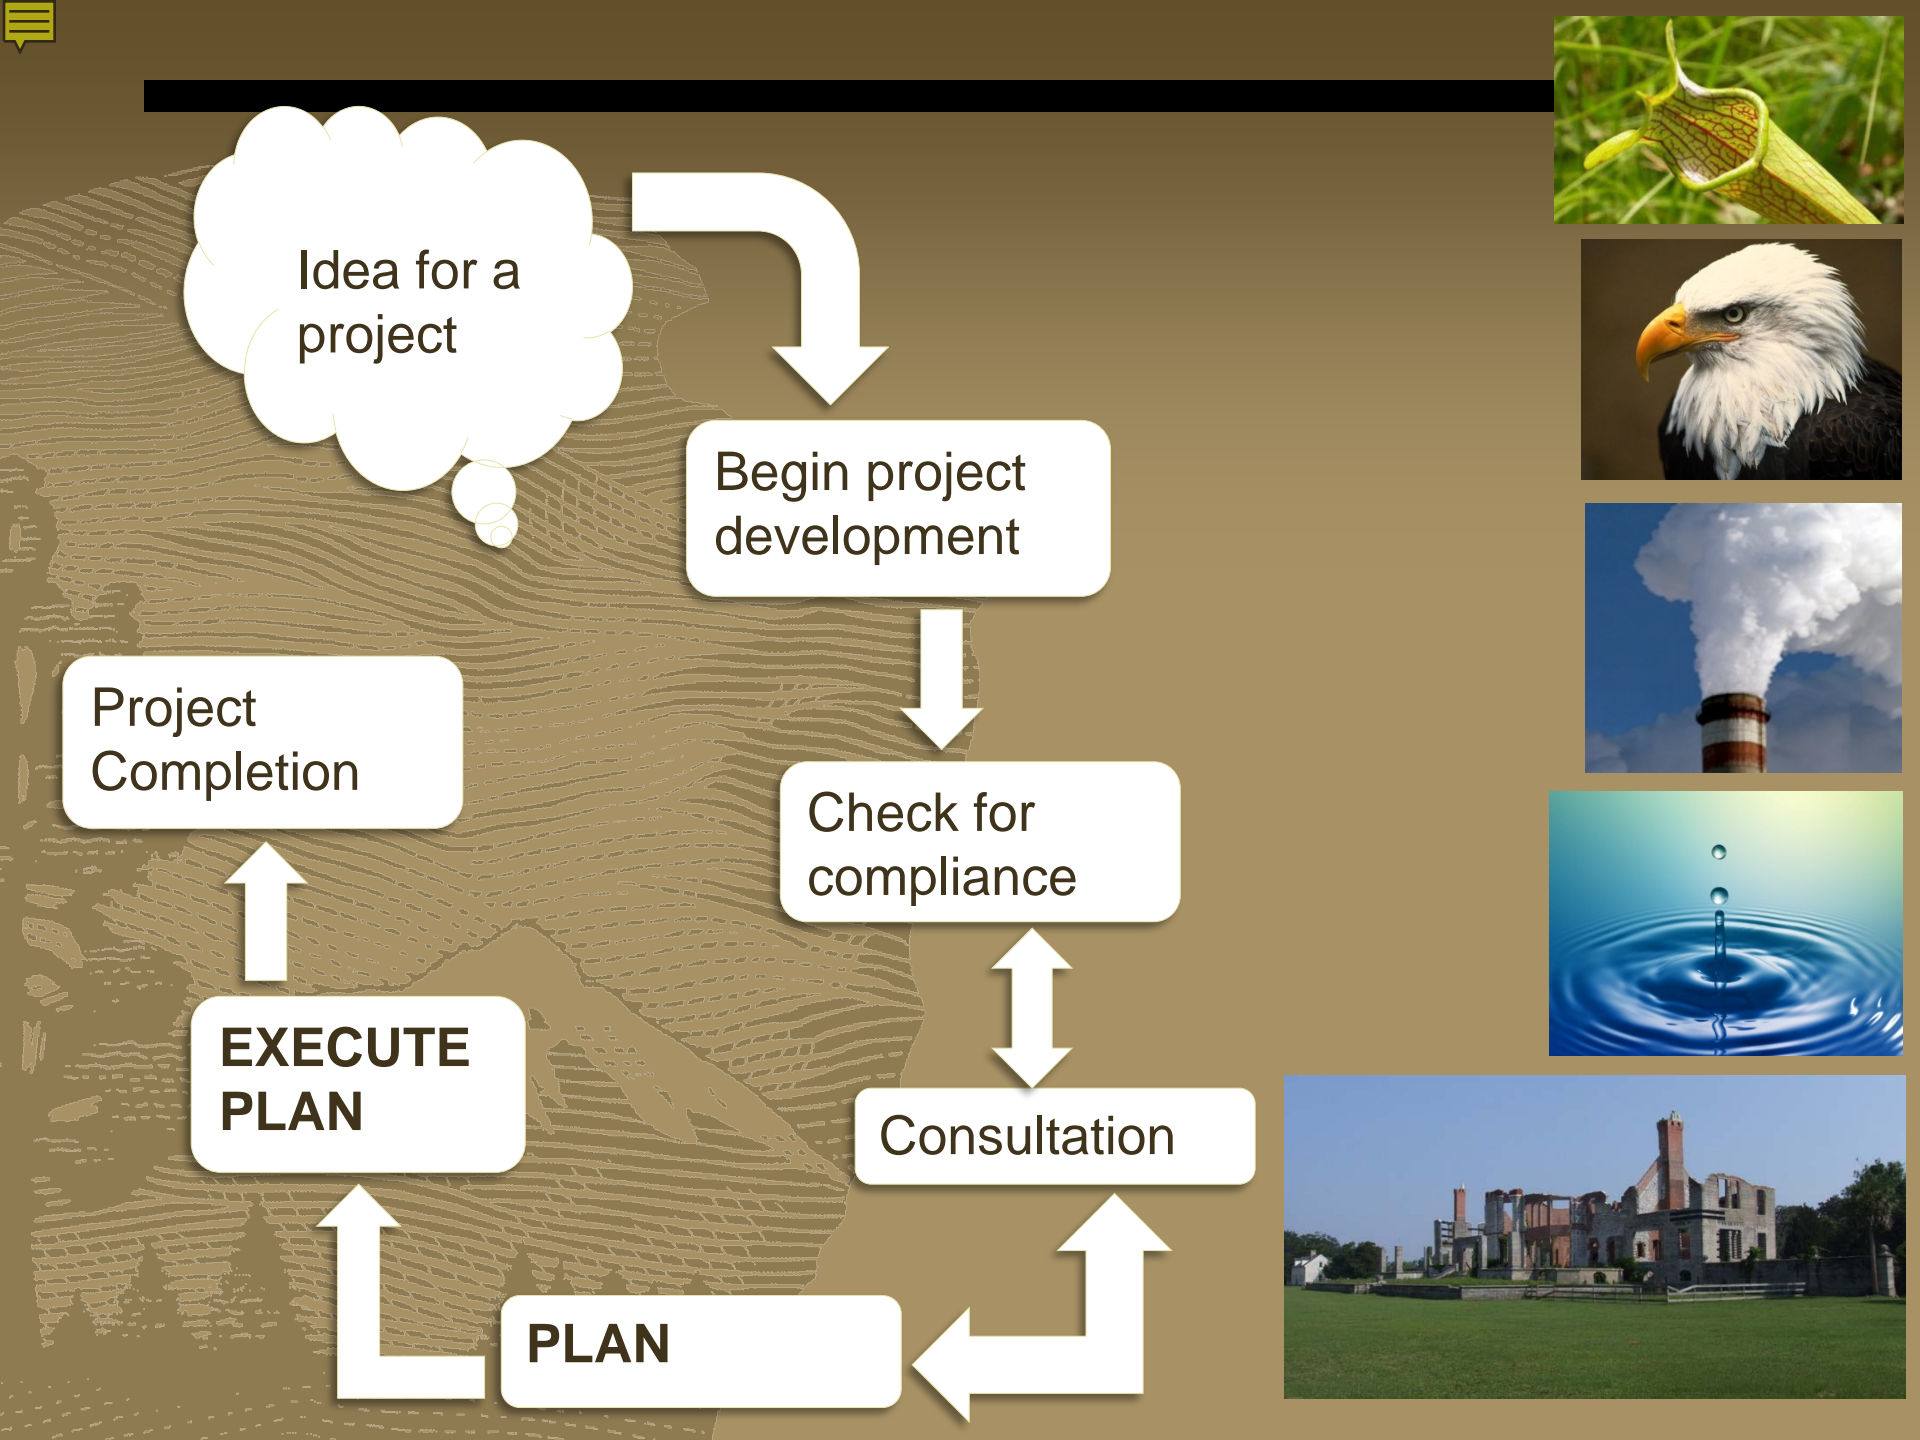 Idea for a
project
Begin project
development
Check for
compliance
Consultation
PLAN
EXECUTE
PLAN
Project
Completion